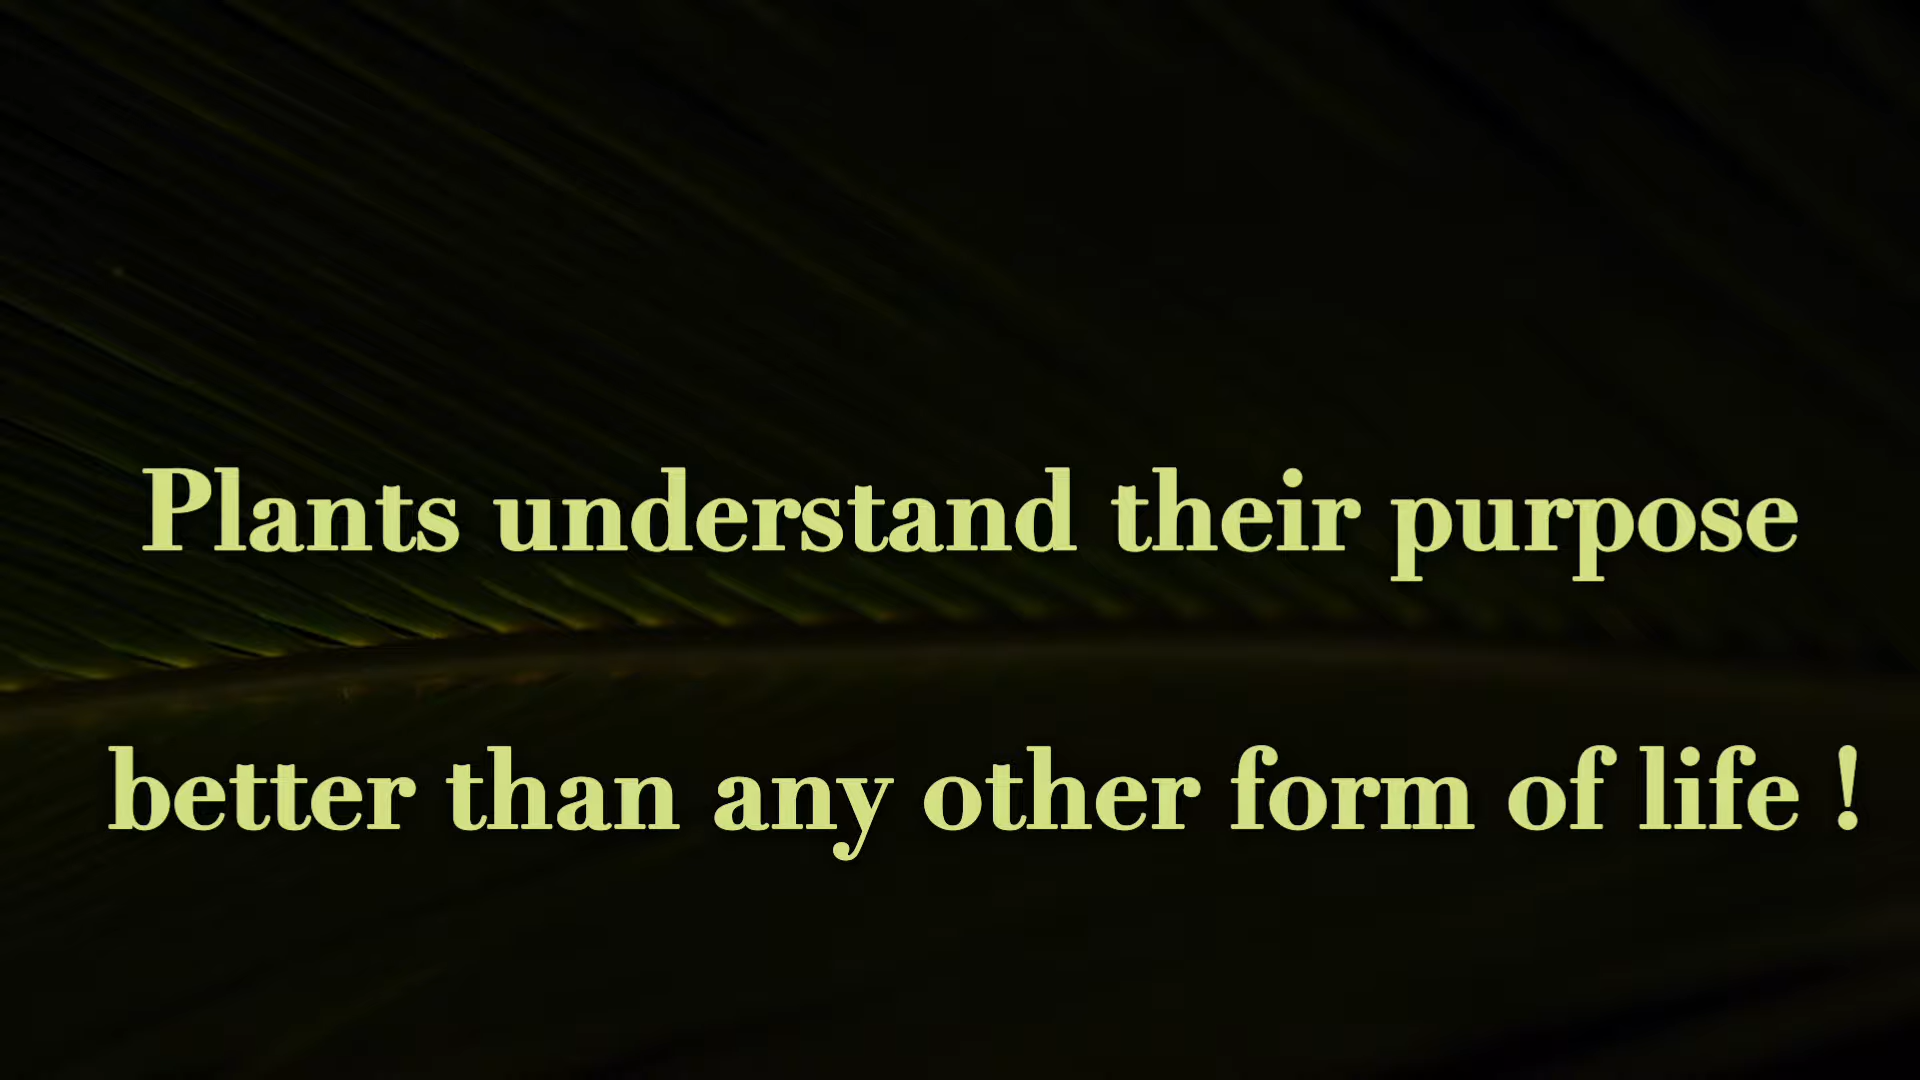 Plants understand their purpose
better than any other form of life !